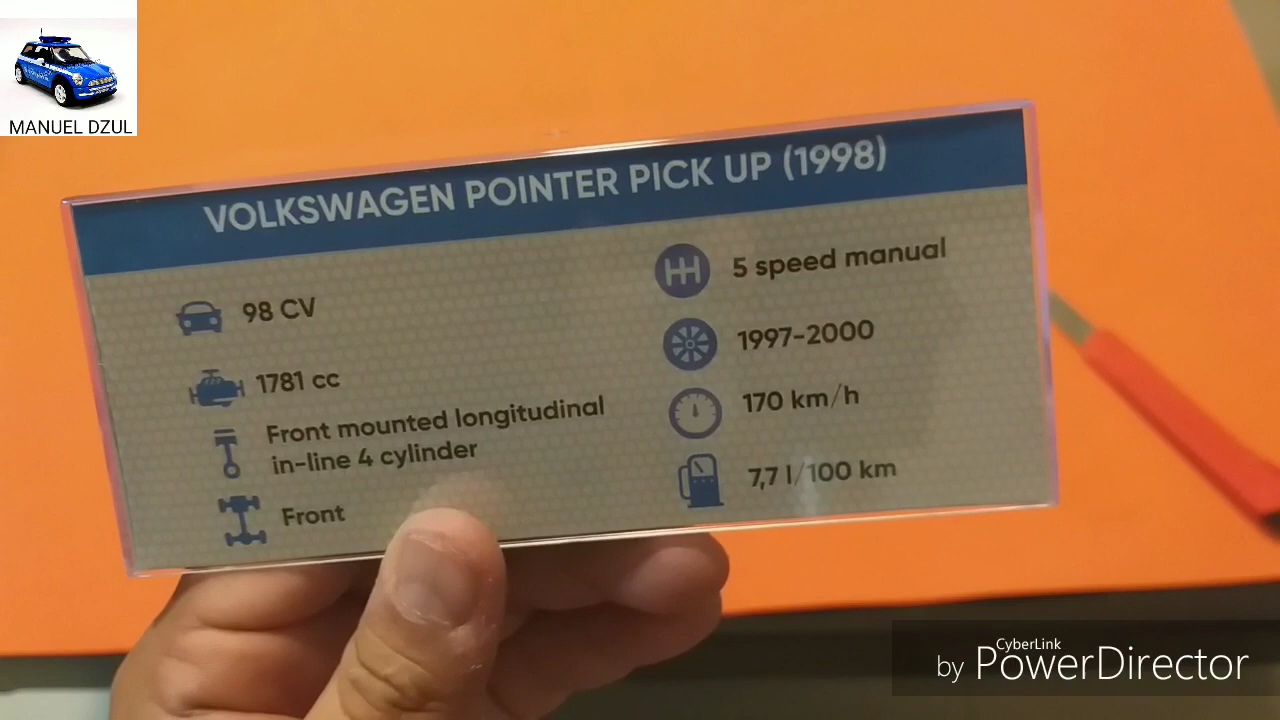 MANUEL DZUL
VOLKSWAGEN POINTER PICK UP (1998)
98 CV
1781 cc
Front mounted longitudinal
in-line 4 cylinder
Front
5 speed manual
1997-2000
170 km/h
7,7 l/100 km
CyberLink
by PowerDirector